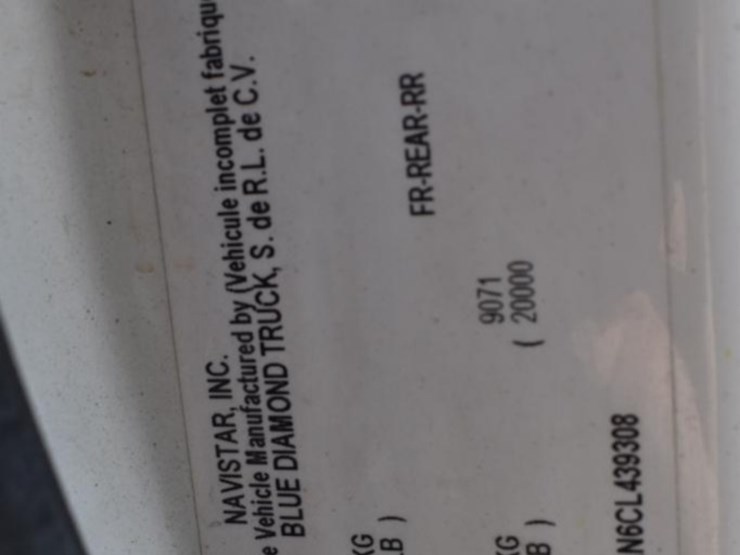 NAVISTAR, INC.
e Vehicle Manufactured by (Vehicule incomplet fabriqu
BLUE DIAMOND TRUCK, S. de R.L. de C.V.
KG
LB ) FR-REAR-RR
KG 9071
B ) ( 20000
N6CL439308